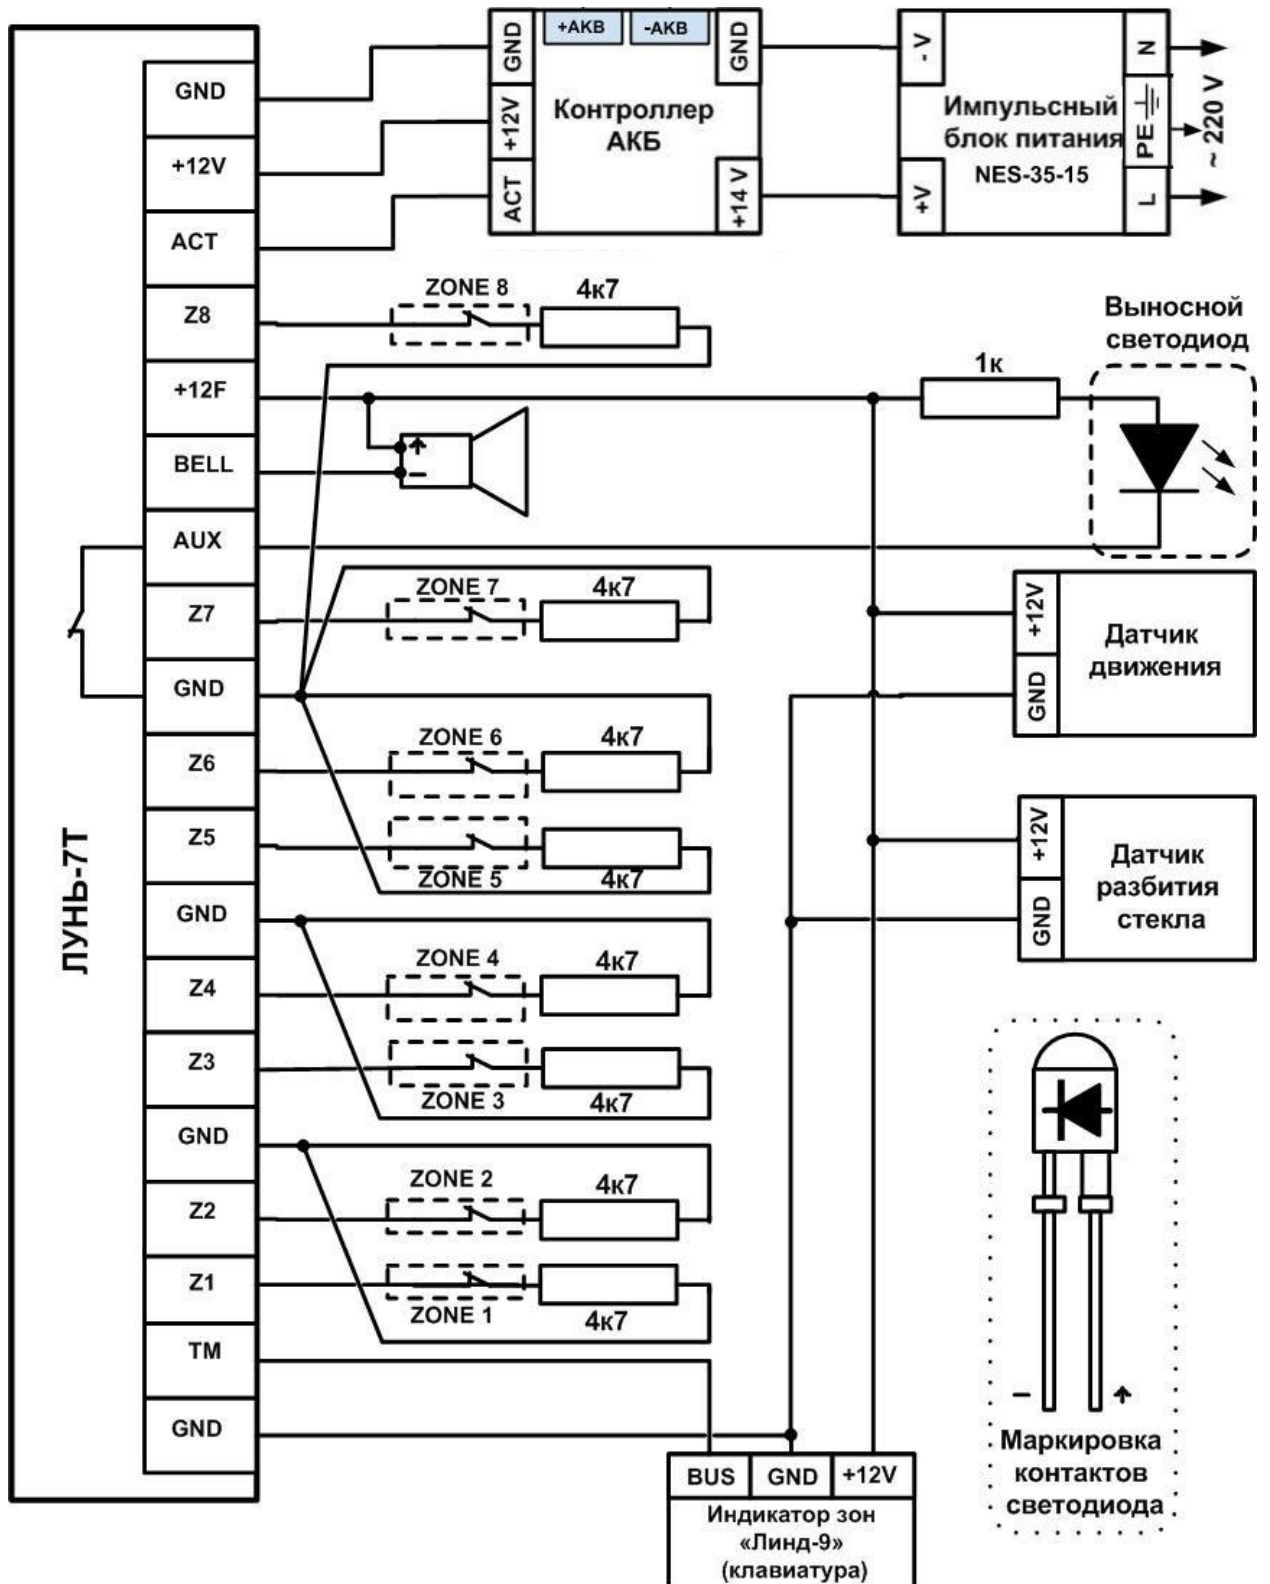 +АКВ
-АКВ
GND
+12V
ACT
GND
+14 V
Контроллер
АКБ
- V
+V
Импульсный
блок питания
NES-35-15
N
PE
L
~ 220 V
ЛУНЬ-7Т
GND
+12V
ACT
Z8
+12F
BELL
AUX
Z7
GND
Z6
Z5
GND
Z4
Z3
GND
Z2
Z1
TM
GND
ZONE 8
4к7
1к
Выносной
светодиод
ZONE 7
4к7
+12V
GND
Датчик
движения
ZONE 6
4к7
ZONE 5
4к7
+12V
GND
Датчик
разбития
стекла
ZONE 4
4к7
ZONE 3
4к7
ZONE 2
4к7
ZONE 1
4к7
Маркировка
контактов
светодиода
BUS
GND
+12V
Индикатор зон
«Линд-9»
(клавиатура)